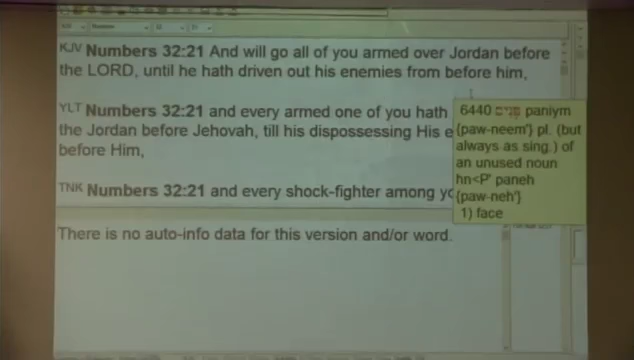 KJV Numbers 32:21 And will go all of you armed over Jordan before
the LORD, until he hath driven out his enemies from before him,
YLT Numbers 32:21 and every armed one of you hath
the Jordan before Jehovah, till his dispossessing His e
before Him,
TNK Numbers 32:21 and every shock-fighter among yo
6440 פנים paniym
{paw-neem'} pl. (but
always as sing.) of
an unused noun
hn<P' paneh
{paw-neh'}
1) face
There is no auto-info data for this version and/or word.